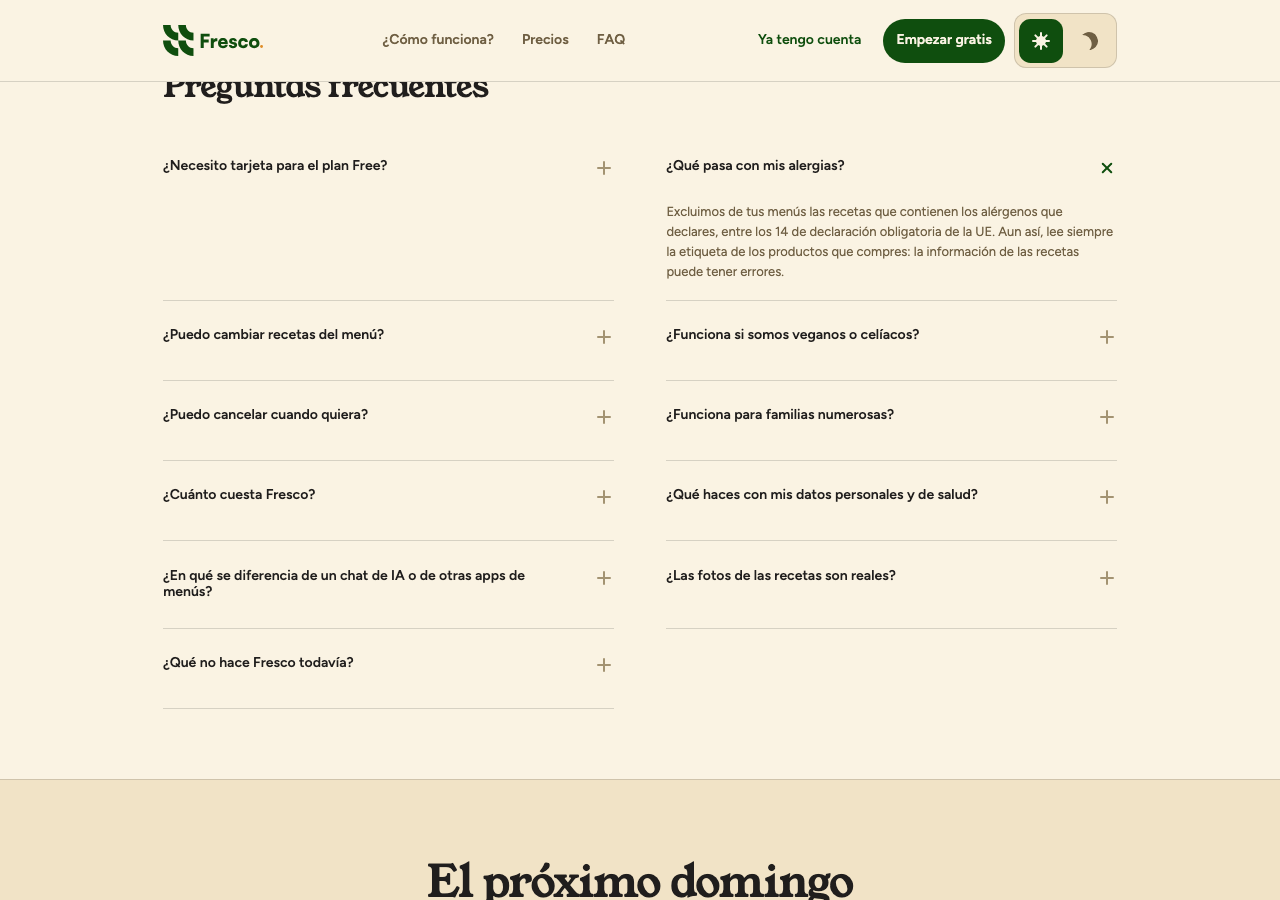 Fresco.
¿Cómo funciona?
Precios
FAQ
Ya tengo cuenta
Empezar gratis
Preguntas frecuentes
¿Necesito tarjeta para el plan Free?
¿Qué pasa con mis alergias?
Excluimos de tus menús las recetas que contienen los alérgenos que
declares, entre los 14 de declaración obligatoria de la UE. Aun así, lee siempre
la etiqueta de los productos que compres: la información de las recetas
puede tener errores.
¿Puedo cambiar recetas del menú?
¿Funciona si somos veganos o celíacos?
¿Puedo cancelar cuando quiera?
¿Funciona para familias numerosas?
¿Cuánto cuesta Fresco?
¿Qué haces con mis datos personales y de salud?
¿En qué se diferencia de un chat de IA o de otras apps de
menús?
¿Las fotos de las recetas son reales?
¿Qué no hace Fresco todavía?
El próximo domingo